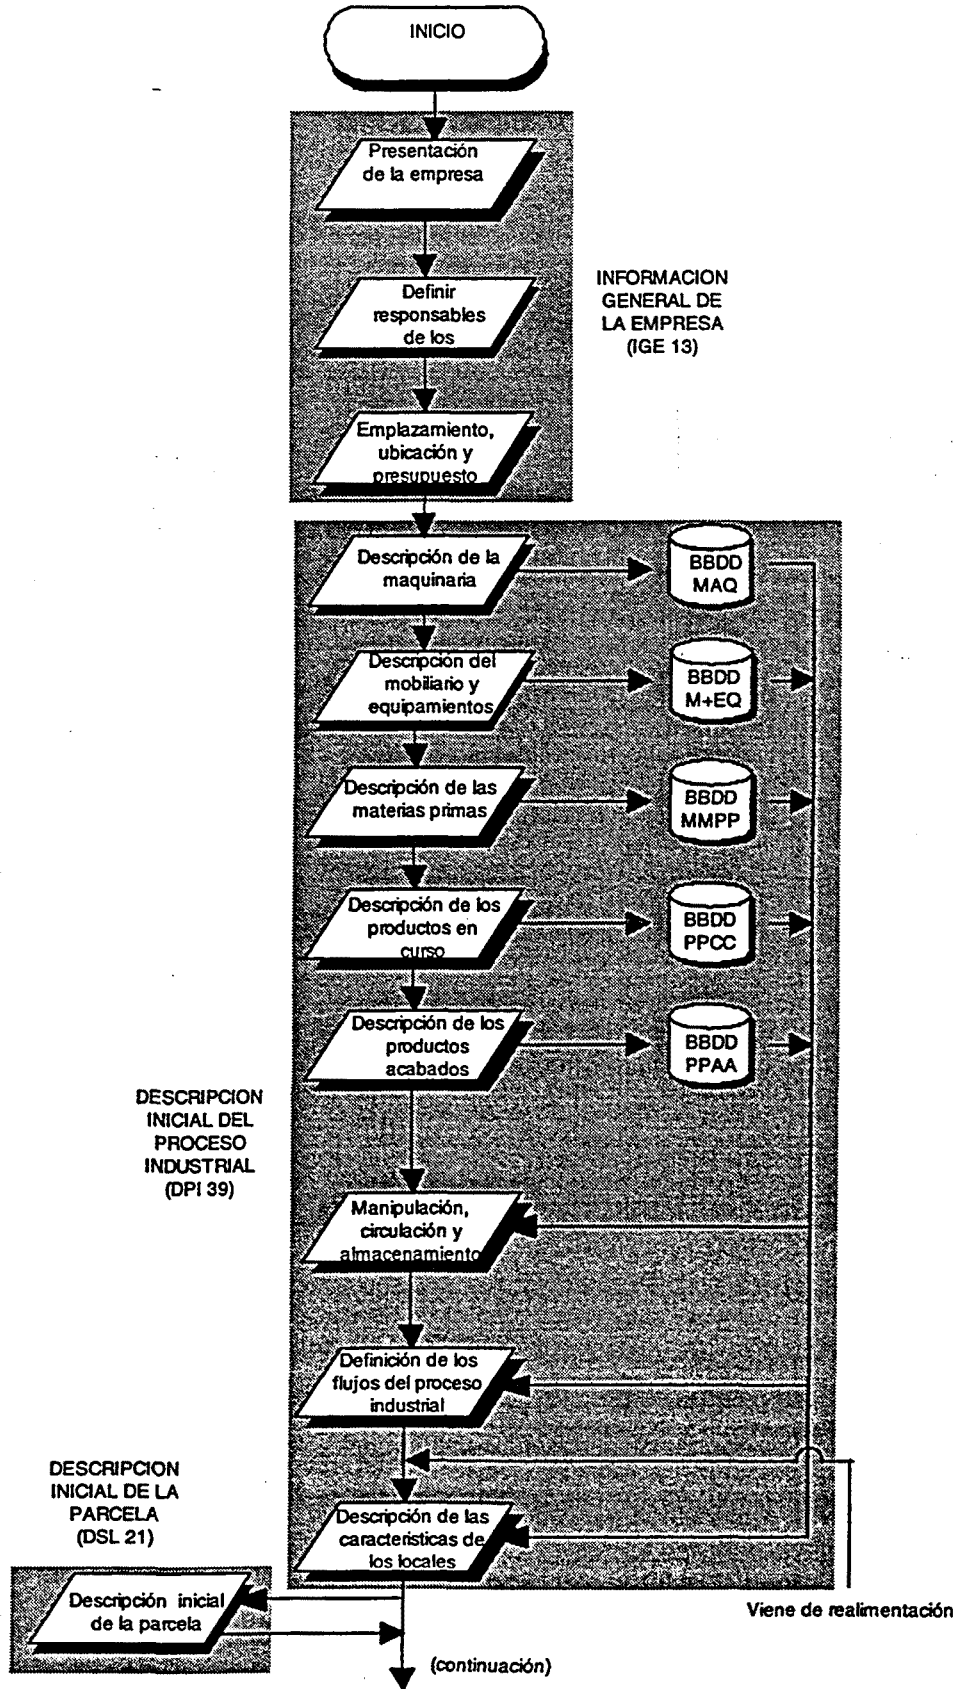 INICIO
Presentación
de la empresa
Definir
responsables
de los
INFORMACION
GENERAL DE
LA EMPRESA
(IGE 13)
Emplazamiento,
ubicación y
presupuesto
Descripción de la
maquinaria
BBDD
MAQ
Descripción del
mobiliario y
equipamientos
BBDD
M+EQ
Descripción de las
materias primas
BBDD
MMPP
Descripción de los
productos en
curso
BBDD
PPCC
Descripción de los
productos
acabados
BBDD
PPAA
DESCRIPCION
INICIAL DEL
PROCESO
INDUSTRIAL
(DPI 39)
Manipulación,
circulación y
almacenamiento
Definición de los
flujos del proceso
industrial
DESCRIPCION
INICIAL DE LA
PARCELA
(DSL 21)
Descripción de las
características de
los locales
Descripción inicial
de la parcela
Viene de realimentación
(continuación)